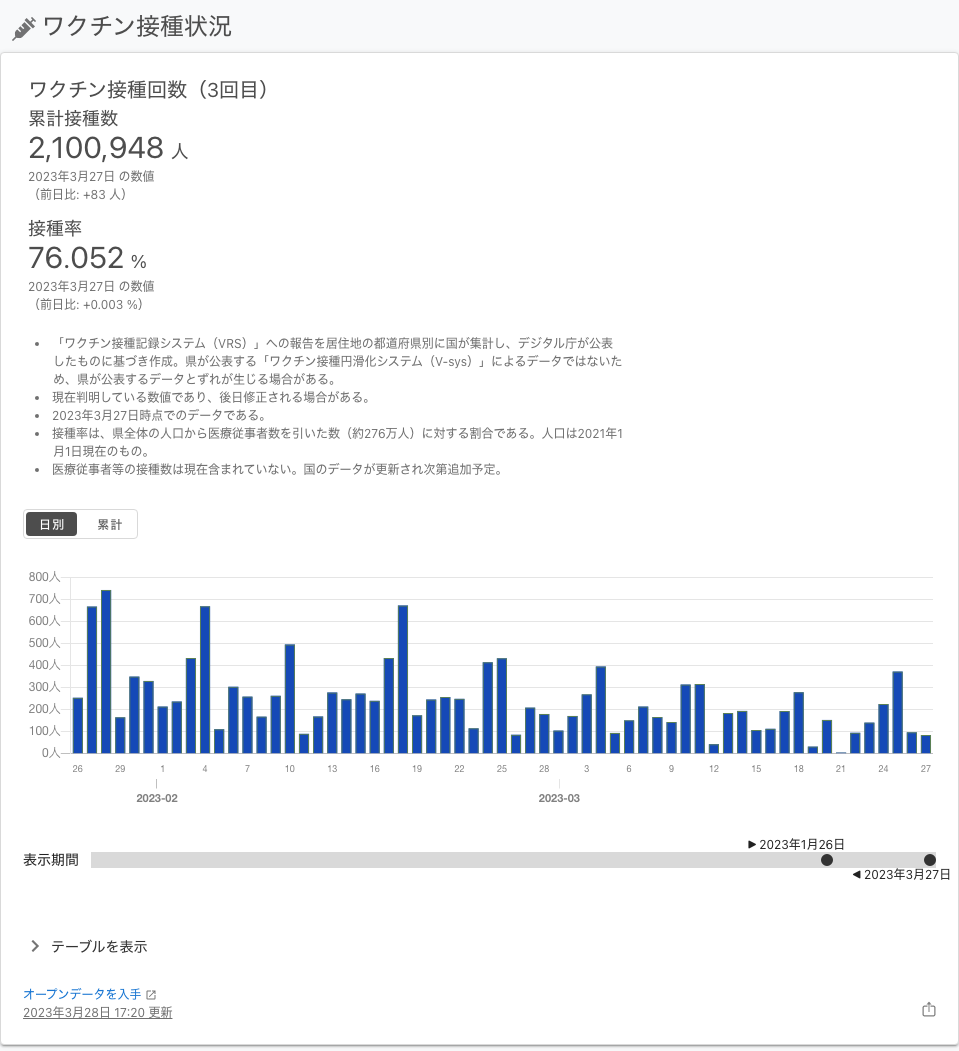 ワクチン接種状況
ワクチン接種回数（3回目）
累計接種数
2,100,948 人
2023年3月27日 の数値
（前日比: +83 人）
接種率
76.052 %
2023年3月27日 の数値
（前日比: +0.003 %）
• 「ワクチン接種記録システム（VRS）」への報告を居住地の都道府県別に国が集計し、デジタル庁が公表
したものに基づき作成。県が公表する「ワクチン接種円滑化システム（V-sys）」によるデータではないた
め、県が公表するデータとずれが生じる場合がある。
• 現在判明している数値であり、後日修正される場合がある。
• 2023年3月27日時点でのデータである。
• 接種率は、県全体の人口から医療従事者数を引いた数（約276万人）に対する割合である。人口は2021年1
月1日現在のもの。
• 医療従事者等の接種数は現在含まれていない。国のデータが更新され次第追加予定。
日別 累計
800人
700人
600人
500人
400人
300人
200人
100人
0人
26 29 1 4 7 10 13 16 19 22 25 28 3 6 9 12 15 18 21 24 27
2023-02 2023-03
▶ 2023年1月26日
表示期間
◀ 2023年3月27日
テーブルを表示
オープンデータを入手
2023年3月28日 17:20 更新